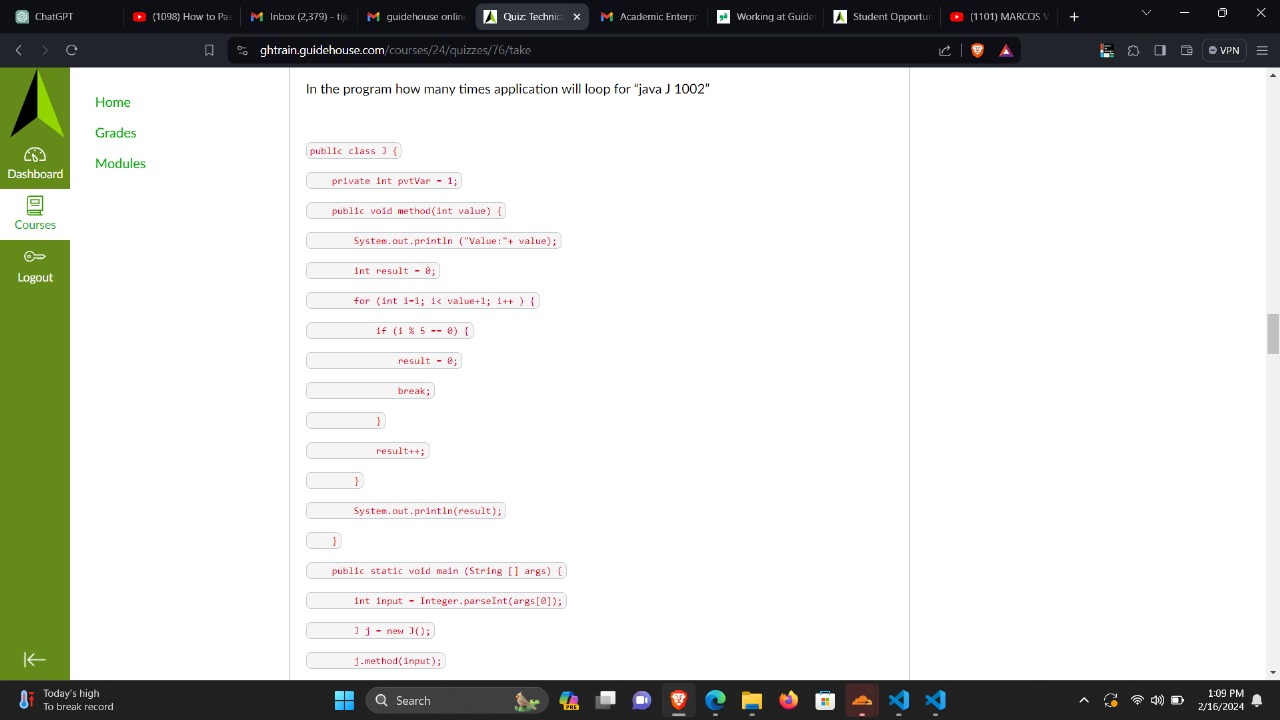 ChatGPT
(1098) How to Pas
Inbox (2,379) - tiju
guidehouse onlin
Quiz: Technic
Academic Enterpr
Working at Guide
Student Opportun
(1101) MARCOS V
ghtrain.guidehouse.com/courses/24/quizzes/76/take
VPN
Dashboard
Courses
Logout
Home
Grades
Modules
In the program how many times application will loop for “java J 1002”
public class J {
private int pvtVar = 1;
public void method(int value) {
System.out.println ("Value:"+ value);
int result = 0;
for (int i=1; i< value+1; i++ ) {
if (i % 5 == 0) {
result = 0;
break;
}
result++;
}
System.out.println(result);
}
public static void main (String [] args) {
int input = Integer.parseInt(args[0]);
J j = new J();
j.method(input);
Today's high
To break record
Search
PRE
1:09 PM
2/16/2024